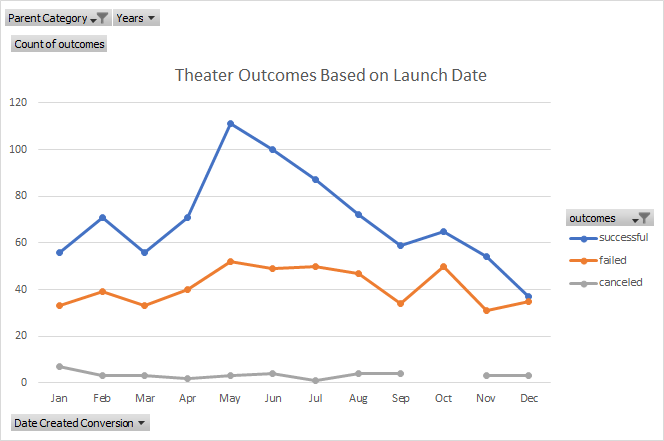 Parent Category Years
Count of outcomes
Theater Outcomes Based on Launch Date
120
100
80
60
40
20
0
Jan Feb Mar Apr May Jun Jul Aug Sep Oct Nov Dec
outcomes
successful
failed
canceled
Date Created Conversion